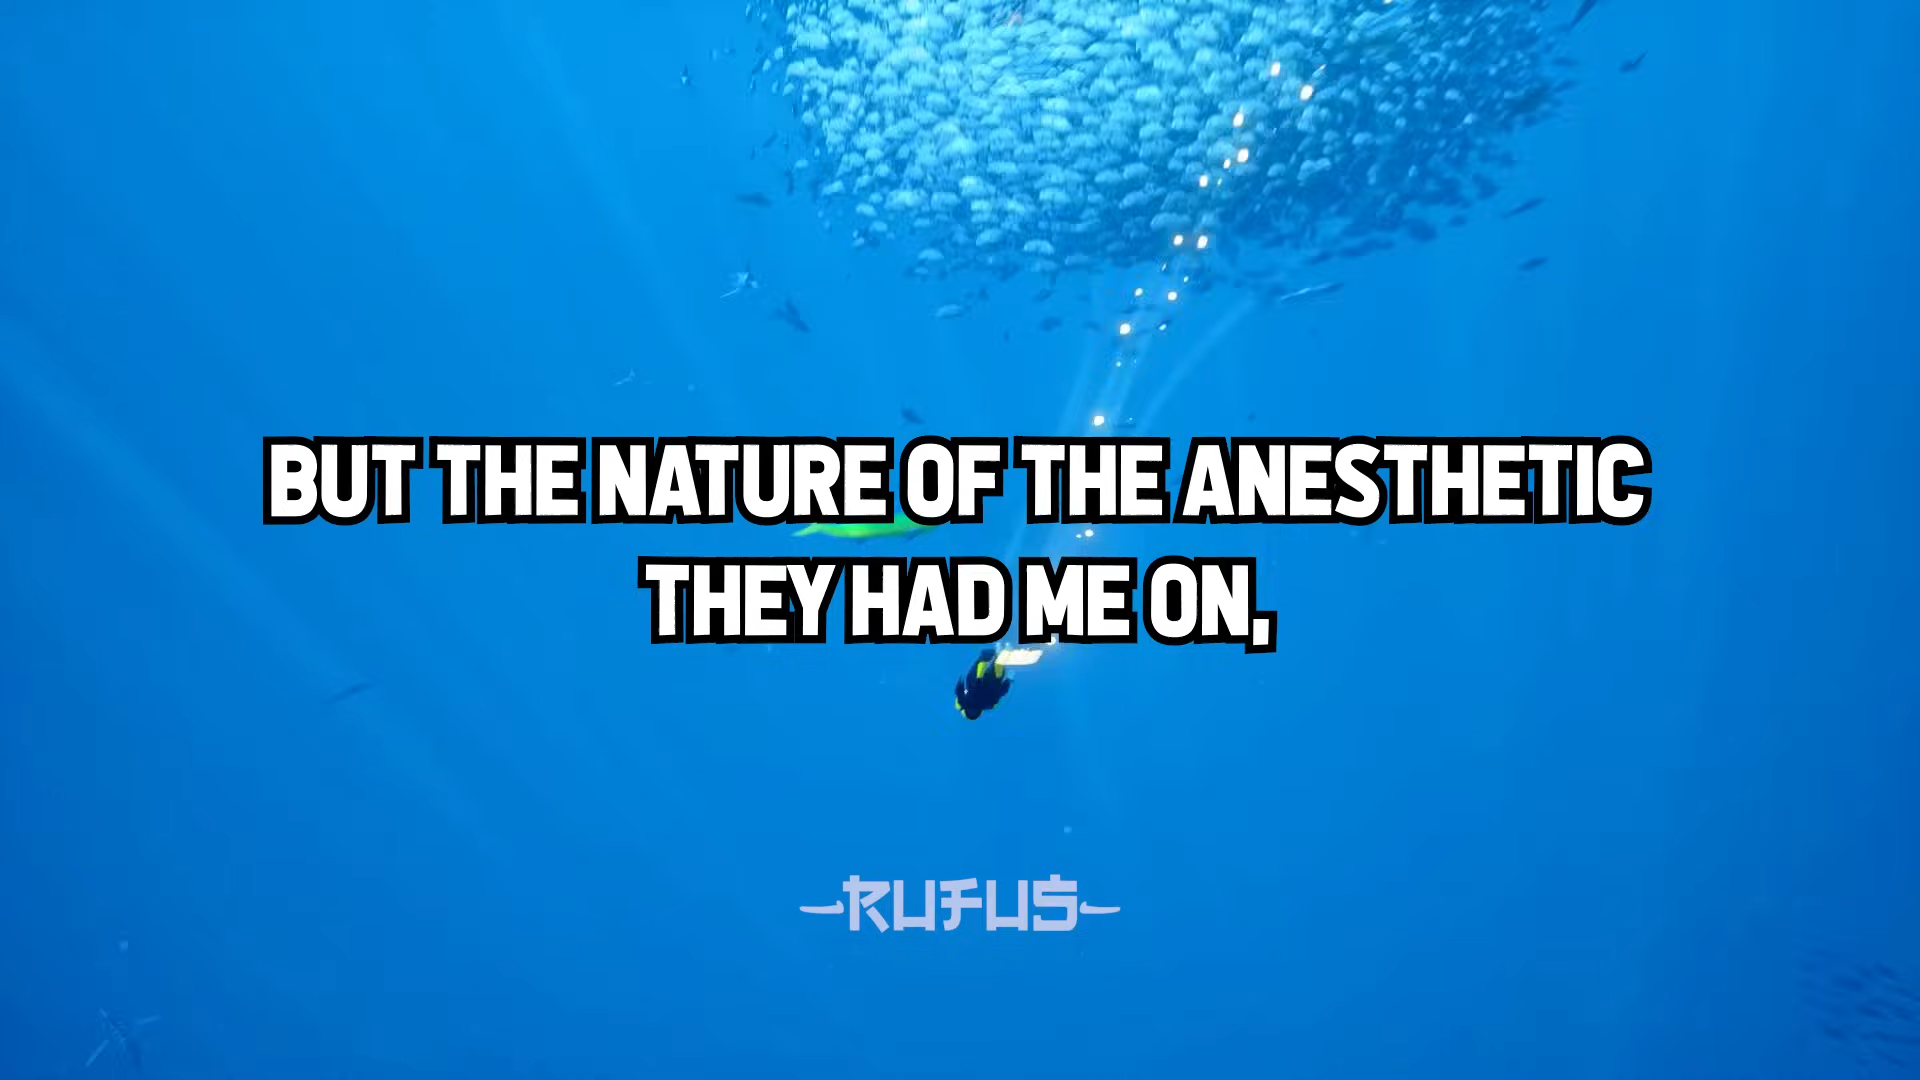 BUT THE NATURE OF THE ANESTHETIC
THEY HAD ME ON,
RUFUS